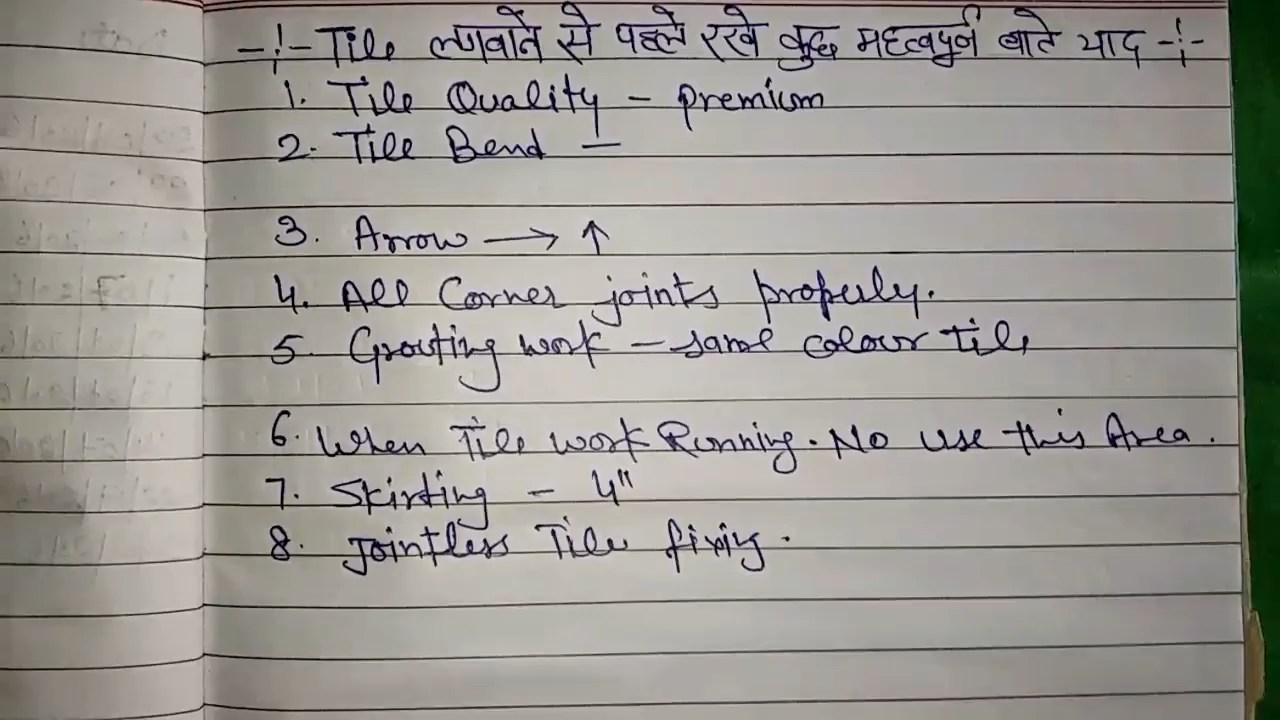 -:- Tile लगवाने से पहले रखे कुछ महत्वपूर्ण बाते याद -:-
1. Tile Quality - premium
2. Tile Bend -
3. Arrow → ↑
4. All Corner joints properly.
5. Grouting work - same colour tile
6. When Tile work Running. No use this Area.
7. Skirting - 4"
8. Jointless Tile fixing.